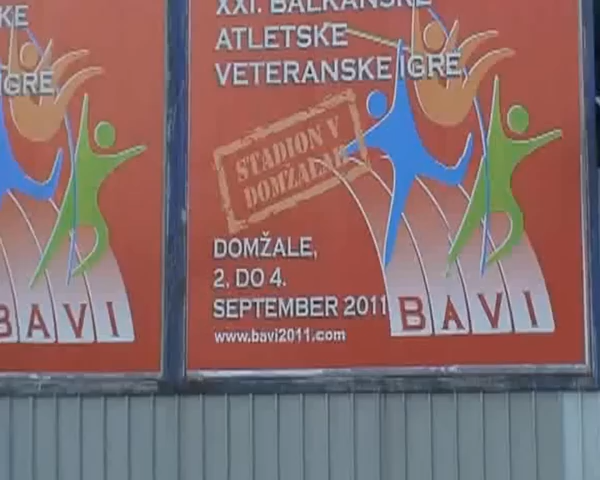 KE
IGRE
BAVI
XXI. BALKANSKE
ATLETSKE
VETERANSKE IGRE
STADION V
DOMŽALAH
DOMŽALE,
2. DO 4.
SEPTEMBER 2011
www.bavi2011.com
BAVI